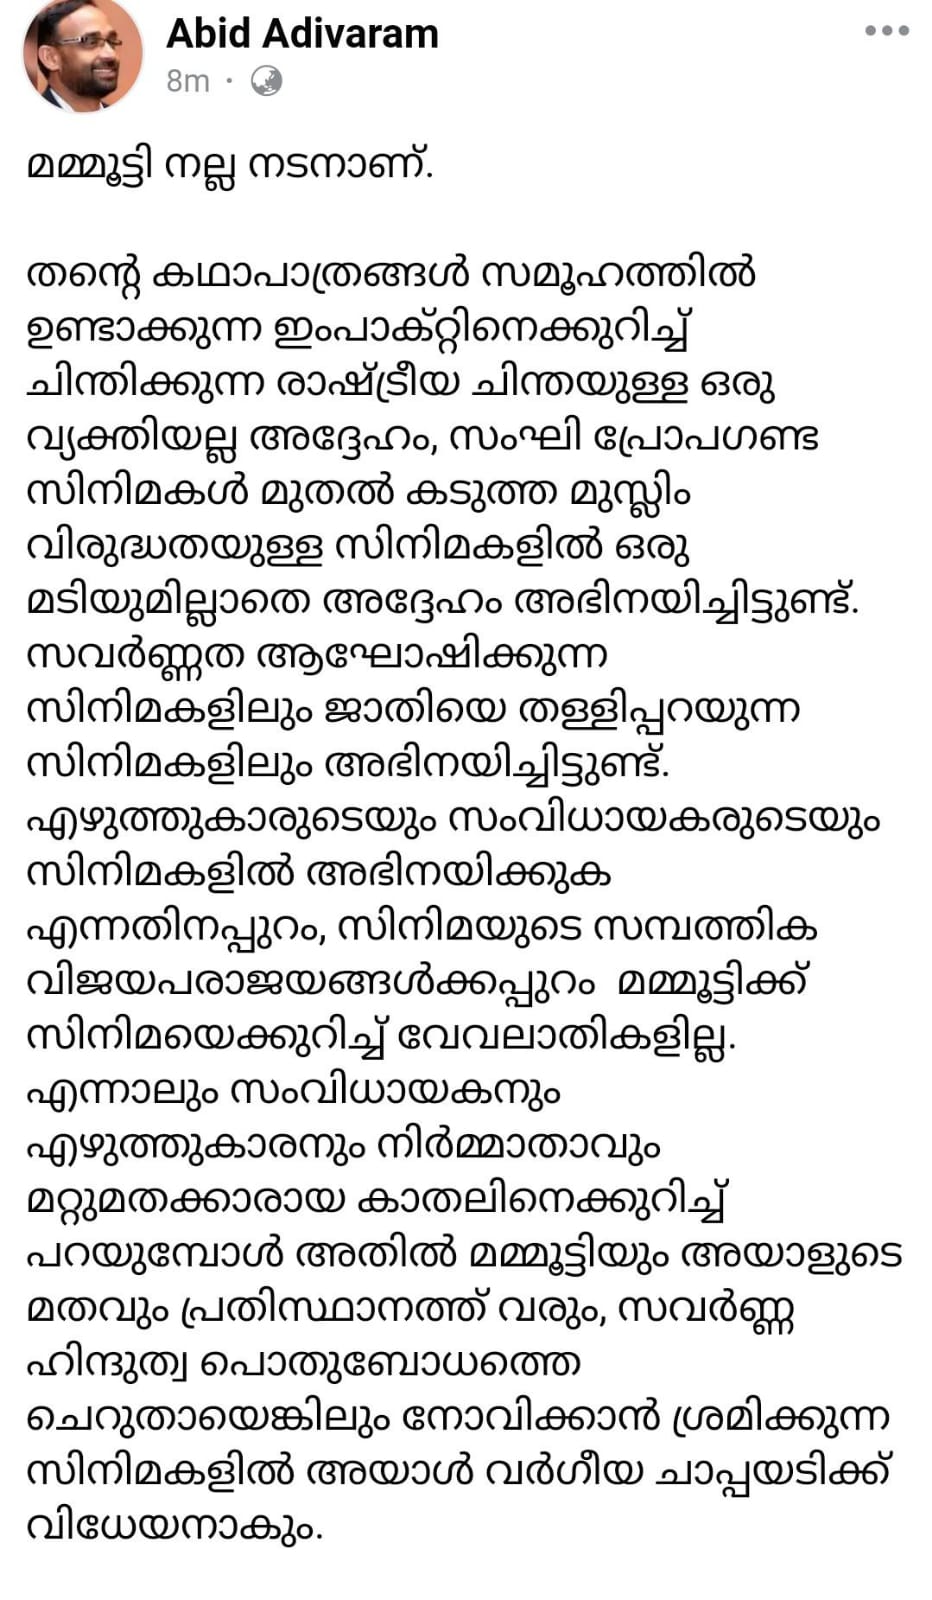 Abid Adivaram
8m ·
മമ്മൂട്ടി നല്ല നടനാണ്.
തന്റെ കഥാപാത്രങ്ങൾ സമൂഹത്തിൽ
ഉണ്ടാക്കുന്ന ഇംപാക്റ്റിനെക്കുറിച്ച്
ചിന്തിക്കുന്ന രാഷ്ട്രീയ ചിന്തയുള്ള ഒരു
വ്യക്തിയല്ല അദ്ദേഹം, സംഘി പ്രോപഗണ്ട
സിനിമകൾ മുതൽ കടുത്ത മുസ്ലിം
വിരുദ്ധതയുള്ള സിനിമകളിൽ ഒരു
മടിയുമില്ലാതെ അദ്ദേഹം അഭിനയിച്ചിട്ടുണ്ട്.
സവർണ്ണത ആഘോഷിക്കുന്ന
സിനിമകളിലും ജാതിയെ തള്ളിപ്പറയുന്ന
സിനിമകളിലും അഭിനയിച്ചിട്ടുണ്ട്.
എഴുത്തുകാരുടെയും സംവിധായകരുടെയും
സിനിമകളിൽ അഭിനയിക്കുക
എന്നതിനപ്പുറം, സിനിമയുടെ സമ്പത്തിക
വിജയപരാജയങ്ങൾക്കപ്പുറം മമ്മൂട്ടിക്ക്
സിനിമയെക്കുറിച്ച് വേവലാതികളില്ല.
എന്നാലും സംവിധായകനും
എഴുത്തുകാരനും നിർമ്മാതാവും
മറ്റുമതക്കാരായ കാതലിനെക്കുറിച്ച്
പറയുമ്പോൾ അതിൽ മമ്മൂട്ടിയും അയാളുടെ
മതവും പ്രതിസ്ഥാനത്ത് വരും, സവർണ്ണ
ഹിന്ദുത്വ പൊതുബോധത്തെ
ചെറുതായെങ്കിലും നോവിക്കാൻ ശ്രമിക്കുന്ന
സിനിമകളിൽ അയാൾ വർഗീയ ചാപ്പയടിക്ക്
വിധേയനാകും.